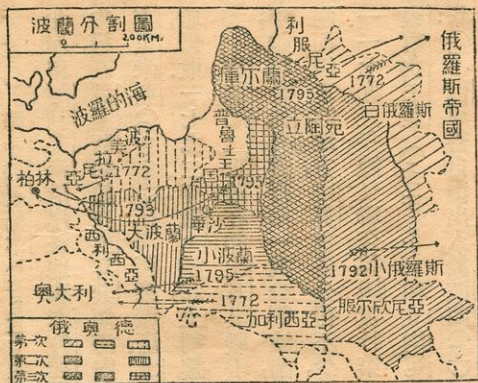 波蘭分割圖
200KM.
利服尼亞
俄羅斯帝國
1772
庫爾蘭
1795
白俄羅斯
波羅的海
立陶宛
普魯士王國
波美拉尼亞
1772
柏林
1793
1795
大波蘭
華沙
西利西亞
小波蘭
1795
1792小俄羅斯
奧大利
1772
加利西亞
服爾欣尼亞
俄奧德
第一次
第二次
第三次